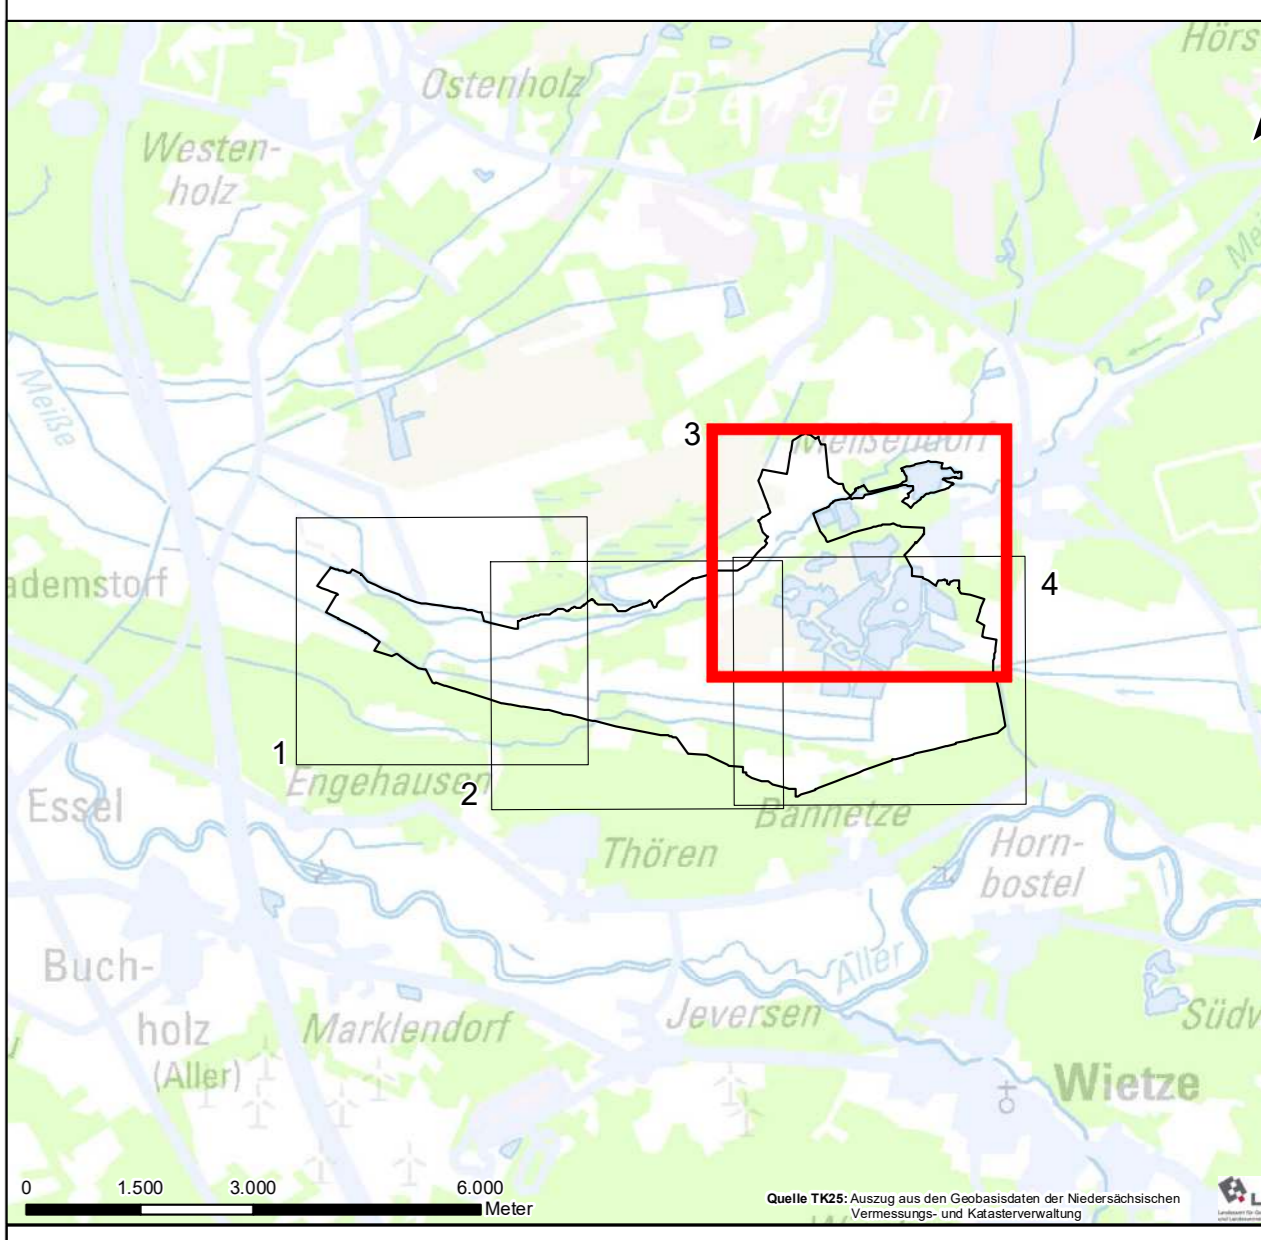 Hörs
Ostenholz
Bergen
Westen-
holz
Mei
Meiße
3
Meißendorf
4
ademstorf
1
2
Engehausen
Essel
Bannetze
Thören
Horn-
bostel
Aller
Buch-
holz
(Aller)
Marklendorf
Jeversen
Südw
Wietze
0 1.500 3.000 6.000
Meter
Quelle TK25: Auszug aus den Geobasisdaten der Niedersächsischen
Vermessungs- und Katasterverwaltung
L